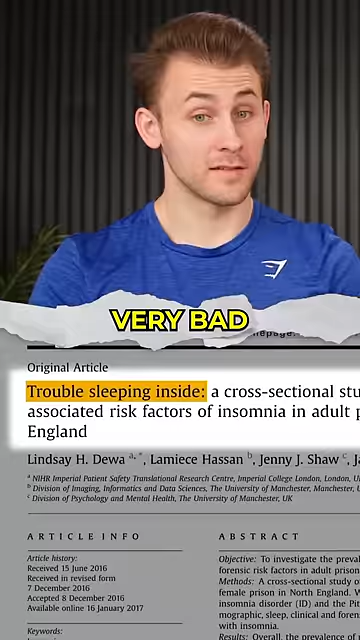 VERY BAD
Original Article
Trouble sleeping inside: a cross-sectional stu
associated risk factors of insomnia in adult p
England
Lindsay H. Dewa a, *, Lamiece Hassan b, Jenny J. Shaw c, Ja
a NIHR Imperial Patient Safety Translational Research Centre, Imperial College London, London, U
b Division of Imaging, Informatics and Data Sciences, The University of Manchester, Manchester, U
c Division of Psychology and Mental Health, The University of Manchester, UK
ARTICLE INFO
ABSTRACT
Article history:
Received 15 June 2016
Received in revised form
7 December 2016
Accepted 8 December 2016
Available online 16 January 2017
Keywords:
Objective: To investigate the preval
forensic risk factors in adult prison
Methods: A cross-sectional study o
female prison in North England. W
insomnia disorder (ID) and the Pit
mographic, sleep, clinical and foren
with insomnia.
Results: Overall, the prevalence of